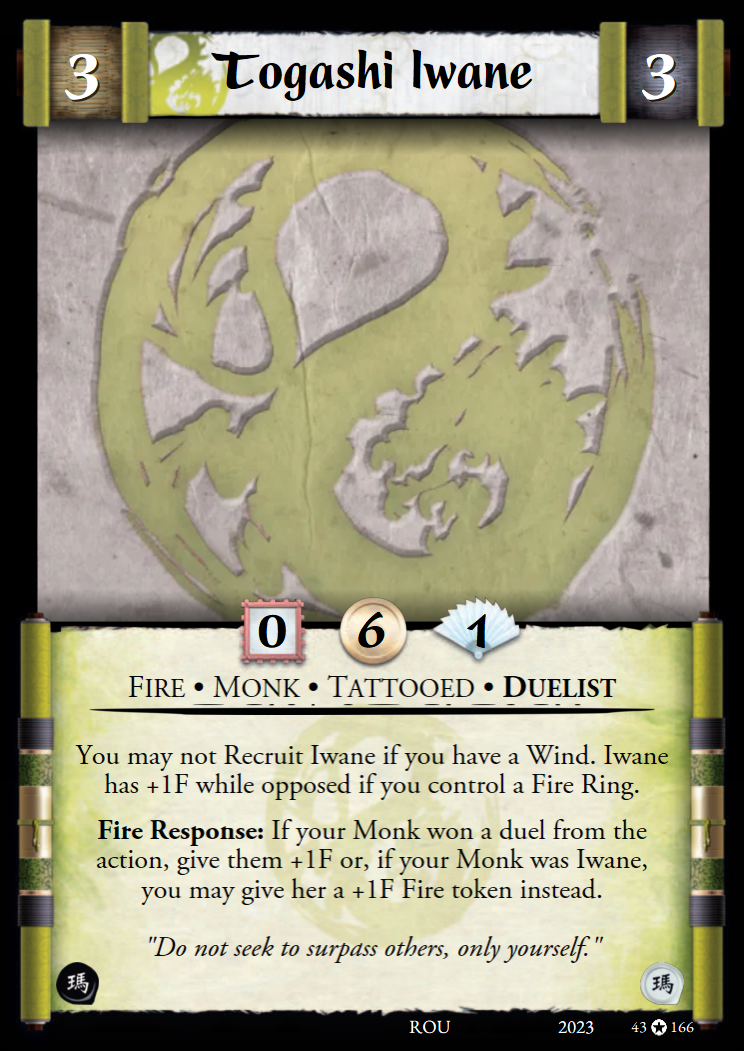 3 Togashi Iwane 3
0 6 1
FIRE • MONK • TATTOOED • DUELIST
You may not Recruit Iwane if you have a Wind. Iwane
has +1F while opposed if you control a Fire Ring.
Fire Response: If your Monk won a duel from the
action, give them +1F or, if your Monk was Iwane,
you may give her a +1F Fire token instead.
"Do not seek to surpass others, only yourself."
瑪 瑪
ROU 2023 43 166